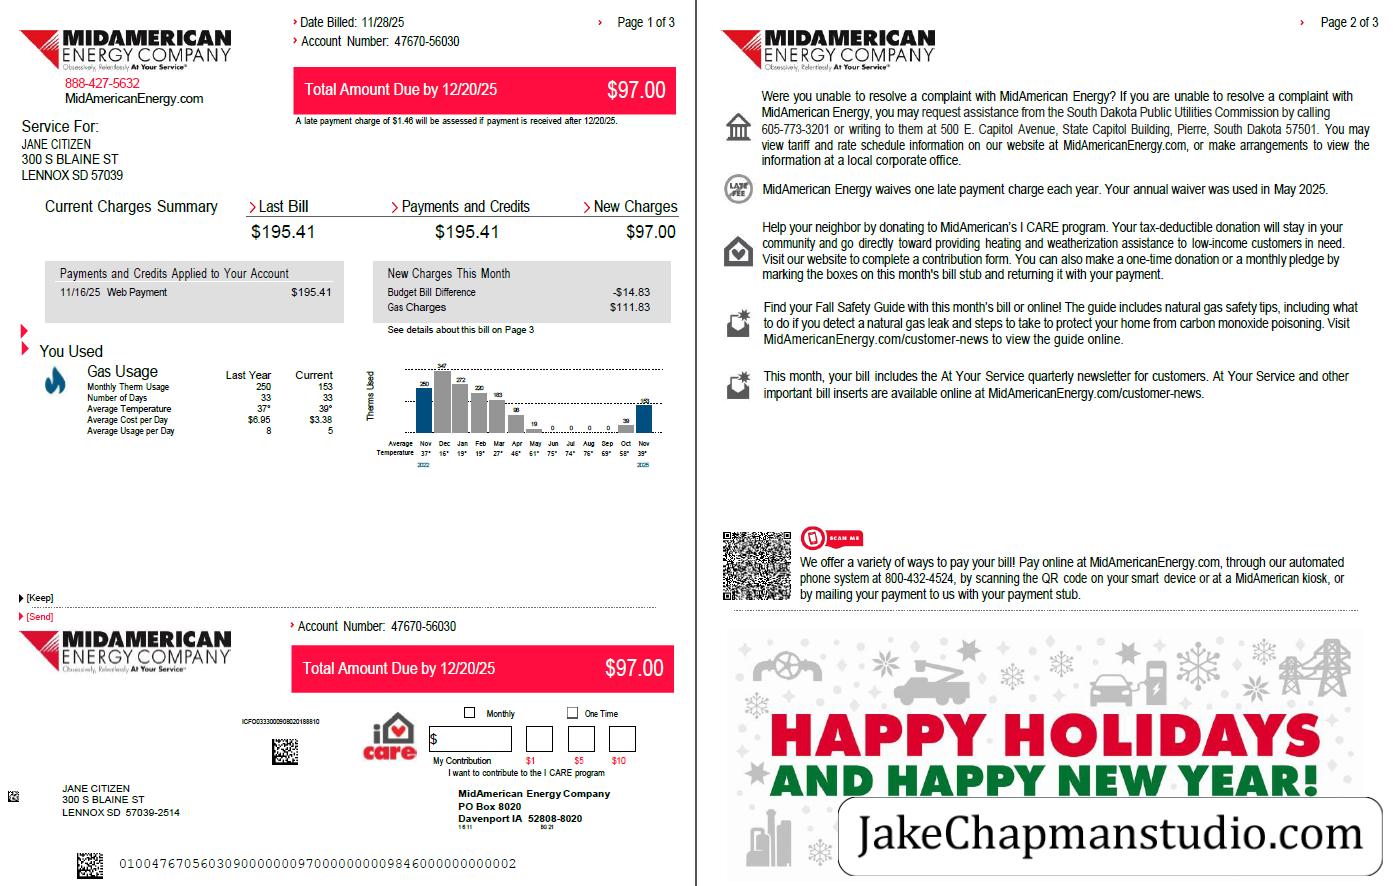 › Date Billed: 11/28/25
› Page 1 of 3
MIDAMERICAN
ENERGY COMPANY
Obsessively, Relentlessly At Your Service®
› Account Number: 47670-56030
888-427-5632
MidAmericanEnergy.com
Total Amount Due by 12/20/25 $97.00
A late payment charge of $1.46 will be assessed if payment is received after 12/20/25.
Service For:
JANE CITIZEN
300 S BLAINE ST
LENNOX SD 57039
Current Charges Summary
Last Bill
Payments and Credits
New Charges
$195.41
$195.41
$97.00
Payments and Credits Applied to Your Account
11/16/25 Web Payment $195.41
New Charges This Month
Budget Bill Difference -$14.83
Gas Charges $111.83
See details about this bill on Page 3
You Used
Gas Usage Last Year Current
Monthly Therm Usage 250 153
Number of Days 33 33
Average Temperature 37° 39°
Average Cost per Day $6.95 $3.38
Average Usage per Day 8 5
Therms Used
250 347 272 220 183 98 19 0 0 0 0 39 153
Average Nov Dec Jan Feb Mar Apr May Jun Jul Aug Sep Oct Nov
Temperature 37° 16° 19° 19° 27° 46° 61° 75° 74° 76° 69° 58° 39°
[Keep]
[Send]
MIDAMERICAN
ENERGY COMPANY
Obsessively, Relentlessly At Your Service®
› Account Number: 47670-56030
Total Amount Due by 12/20/25 $97.00
i care
Monthly
One Time
$
My Contribution $1 $5 $10
I want to contribute to the I CARE program
JANE CITIZEN
300 S BLAINE ST
LENNOX SD 57039-2514
MidAmerican Energy Company
PO Box 8020
Davenport IA 52808-8020
› Page 2 of 3
MIDAMERICAN
ENERGY COMPANY
Obsessively, Relentlessly At Your Service®
Were you unable to resolve a complaint with MidAmerican Energy? If you are unable to resolve a complaint with
MidAmerican Energy, you may request assistance from the South Dakota Public Utilities Commission by calling
605-773-3201 or writing to them at 500 E. Capitol Avenue, State Capitol Building, Pierre, South Dakota 57501. You may
view tariff and rate schedule information on our website at MidAmericanEnergy.com, or make arrangements to view the
information at a local corporate office.
LATE
FEE
MidAmerican Energy waives one late payment charge each year. Your annual waiver was used in May 2025.
Help your neighbor by donating to MidAmerican's I CARE program. Your tax-deductible donation will stay in your
community and go directly toward providing heating and weatherization assistance to low-income customers in need.
Visit our website to complete a contribution form. You can also make a one-time donation or a monthly pledge by
marking the boxes on this month's bill stub and returning it with your payment.
Find your Fall Safety Guide with this month's bill or online! The guide includes natural gas safety tips, including what
to do if you detect a natural gas leak and steps to take to protect your home from carbon monoxide poisoning. Visit
MidAmericanEnergy.com/customer-news to view the guide online.
This month, your bill includes the At Your Service quarterly newsletter for customers. At Your Service and other
important bill inserts are available online at MidAmericanEnergy.com/customer-news.
SCAN ME
We offer a variety of ways to pay your bill! Pay online at MidAmericanEnergy.com, through our automated
phone system at 800-432-4524, by scanning the QR code on your smart device or at a MidAmerican kiosk, or
by mailing your payment to us with your payment stub.
HAPPY HOLIDAYS
AND HAPPY NEW YEAR!
JakeChapmanstudio.com